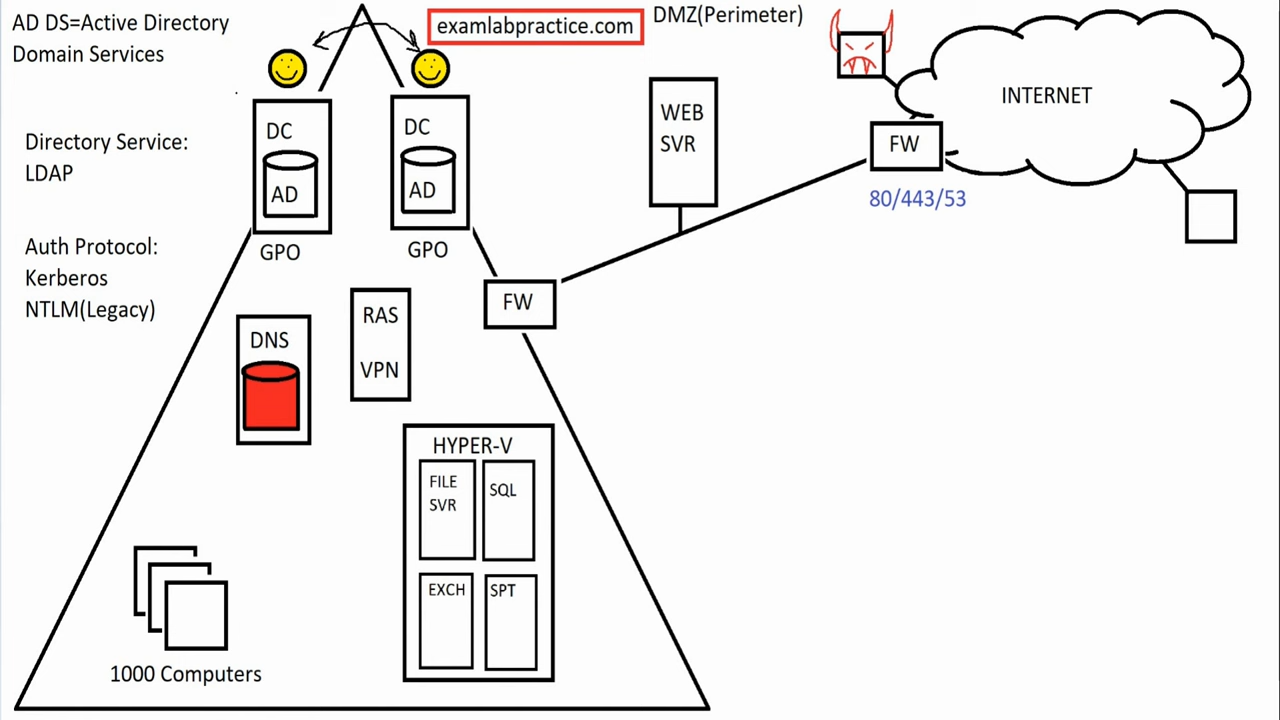 AD DS=Active Directory
Domain Services
examlabpractice.com
DMZ(Perimeter)
Directory Service:
LDAP
Auth Protocol:
Kerberos
NTLM(Legacy)
DC
AD
GPO
DC
AD
GPO
WEB
SVR
FW
80/443/53
INTERNET
FW
DNS
RAS
VPN
HYPER-V
FILE
SVR
SQL
EXCH
SPT
1000 Computers